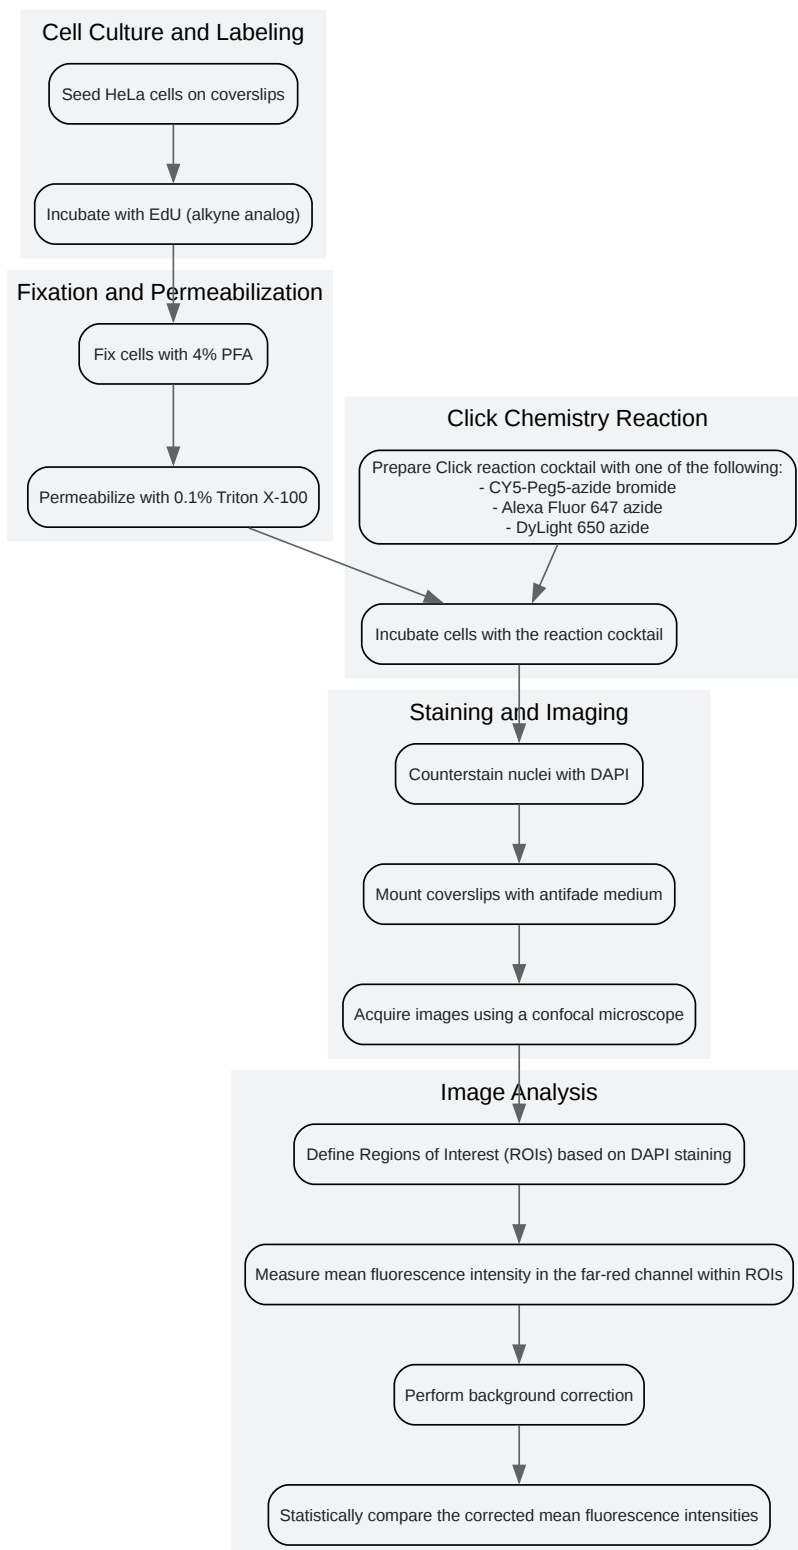 Cell Culture and Labeling
Seed HeLa cells on coverslips
Incubate with EdU (alkyne analog)
Fixation and Permeabilization
Fix cells with 4% PFA
Permeabilize with 0.1% Triton X-100
Click Chemistry Reaction
Prepare Click reaction cocktail with one of the following:
- CY5-Peg5-azide bromide
- Alexa Fluor 647 azide
- DyLight 650 azide
Incubate cells with the reaction cocktail
Staining and Imaging
Counterstain nuclei with DAPI
Mount coverslips with antifade medium
Acquire images using a confocal microscope
Image Analysis
Define Regions of Interest (ROIs) based on DAPI staining
Measure mean fluorescence intensity in the far-red channel within ROIs
Perform background correction
Statistically compare the corrected mean fluorescence intensities